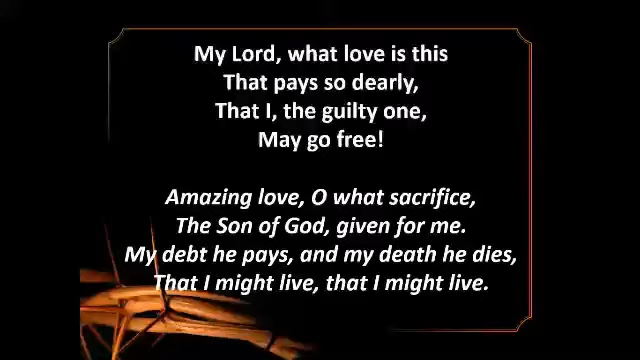 My Lord, what love is this
That pays so dearly,
That I, the guilty one,
May go free!
Amazing love, O what sacrifice,
The Son of God, given for me.
My debt he pays, and my death he dies,
That I might live, that I might live.